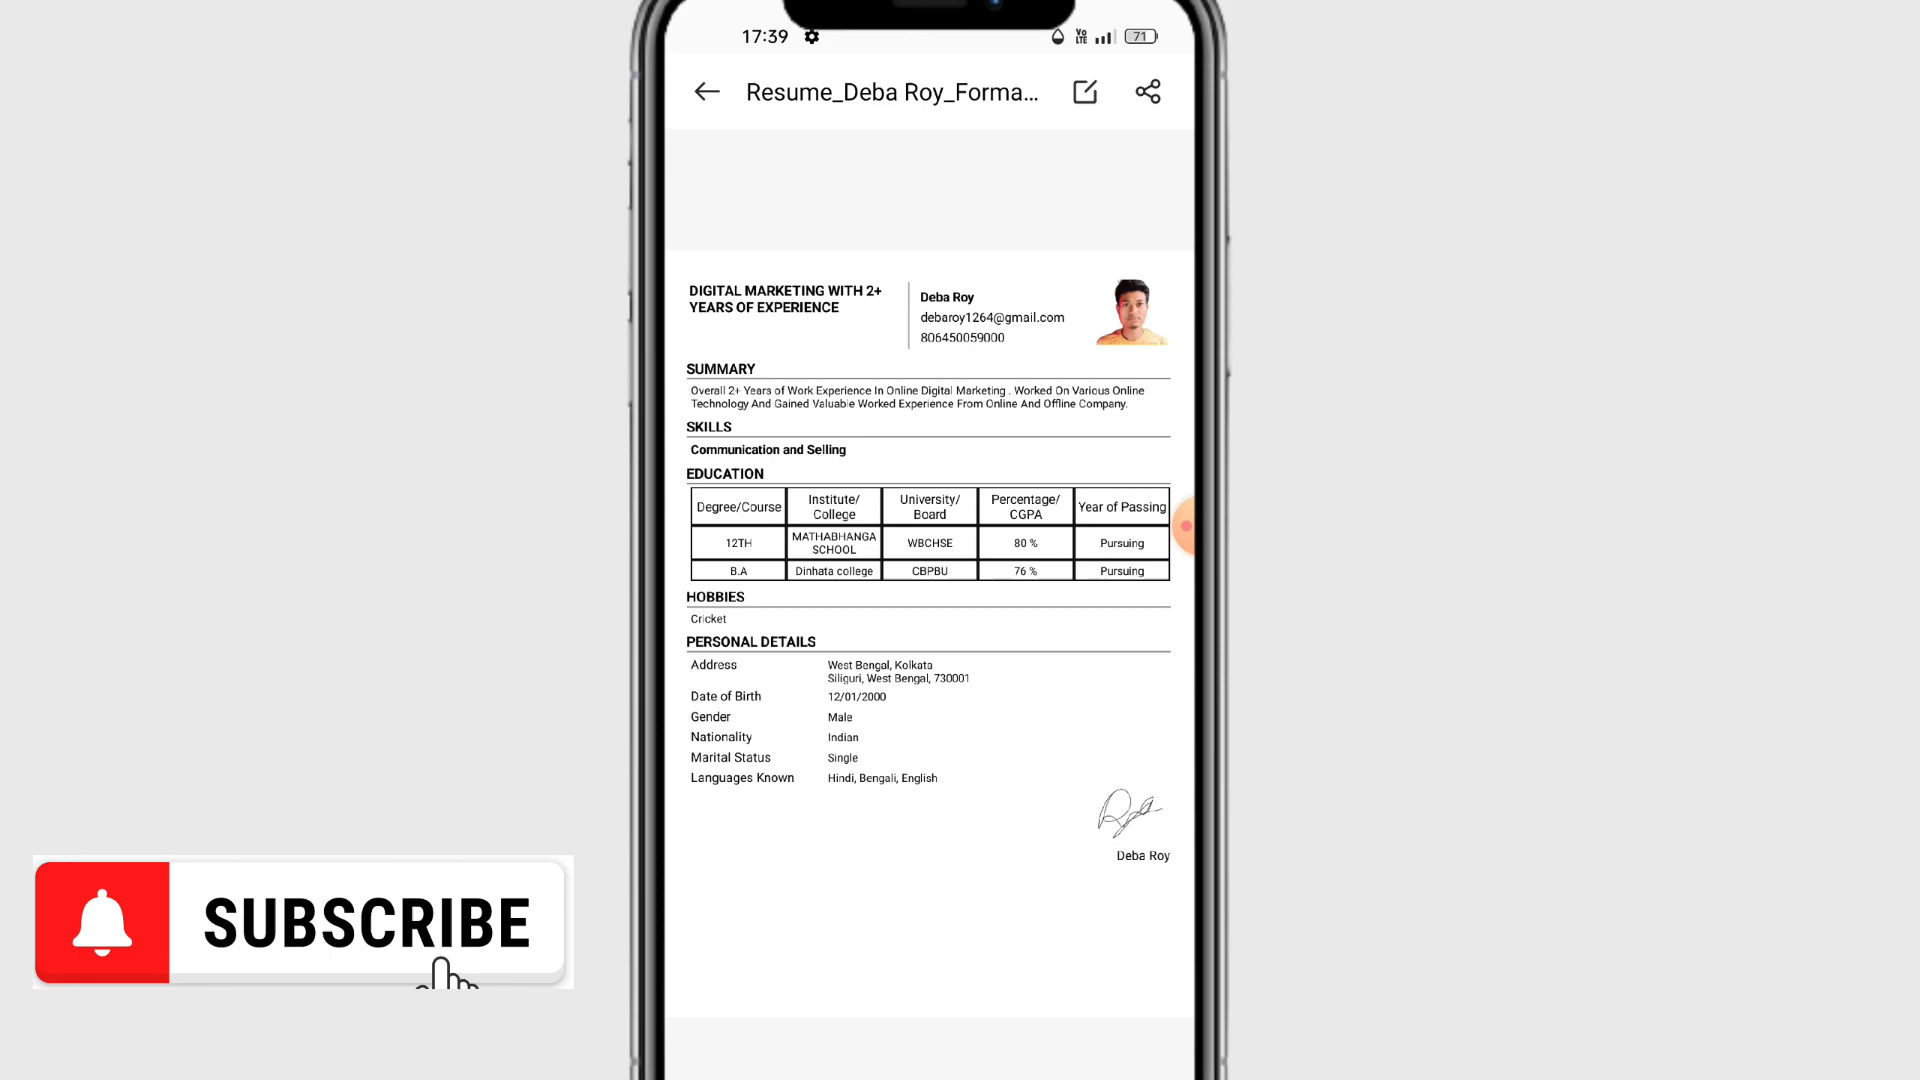 17:39
Vo
LTE
71
Resume_Deba Roy_Forma...
DIGITAL MARKETING WITH 2+
YEARS OF EXPERIENCE
Deba Roy
debaroy1264@gmail.com
806450059000
SUMMARY
Overall 2+ Years of Work Experience In Online Digital Marketing . Worked On Various Online
Technology And Gained Valuable Worked Experience From Online And Offline Company.
SKILLS
Communication and Selling
EDUCATION
Degree/Course Institute/College University/Board Percentage/CGPA Year of Passing
12TH MATHABHANGA SCHOOL WBCHSE 80 % Pursuing
B.A Dinhata college CBPBU 76 % Pursuing
HOBBIES
Cricket
PERSONAL DETAILS
Address West Bengal, Kolkata
Siliguri, West Bengal, 730001
Date of Birth 12/01/2000
Gender Male
Nationality Indian
Marital Status Single
Languages Known Hindi, Bengali, English
Deba Roy
SUBSCRIBE